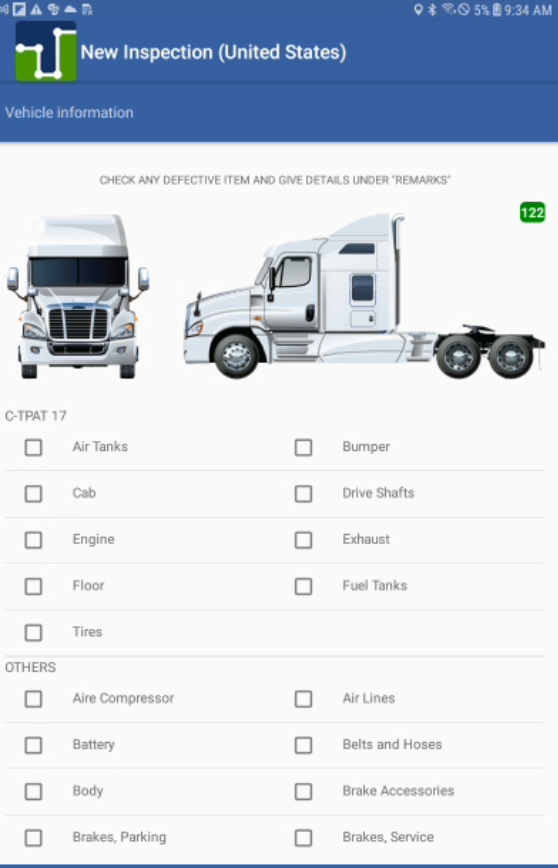 5% 9:34 AM
New Inspection (United States)
Vehicle information
CHECK ANY DEFECTIVE ITEM AND GIVE DETAILS UNDER "REMARKS"
122
C-TPAT 17
Air Tanks Bumper
Cab Drive Shafts
Engine Exhaust
Floor Fuel Tanks
Tires
OTHERS
Aire Compressor Air Lines
Battery Belts and Hoses
Body Brake Accessories
Brakes, Parking Brakes, Service